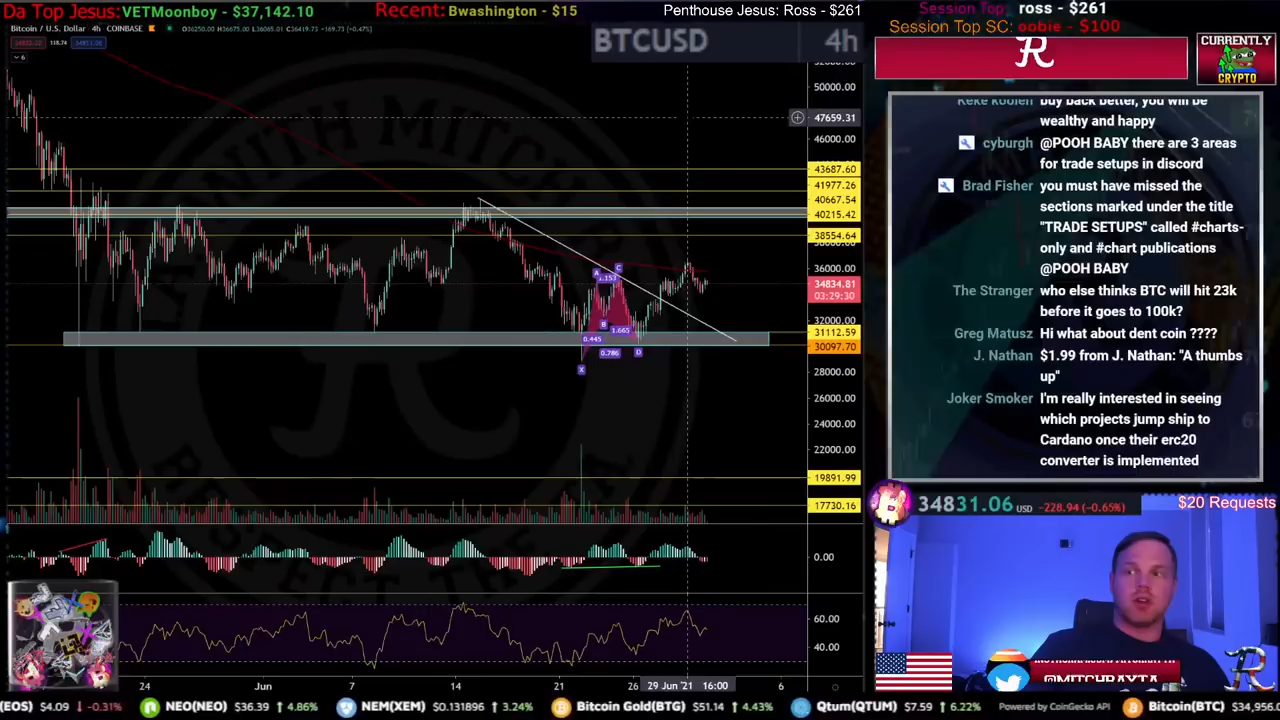 Da Top Jesus: VETMoonboy - $37,142.10
Recent: Bwashington - $15
Penthouse Jesus: Ross - $261
Session Top: ross - $261
Session Top SC: oobie - $100
Bitcoin / U.S. Dollar 4h COINBASE
BTCUSD 4h
CURRENTLY
CRYPTO
50000.00
47659.31
46000.00
43687.60
41977.26
40667.54
40215.42
38554.64
36000.00
34834.81
03:29:30
32000.00
31112.59
30097.70
28000.00
26000.00
24000.00
22000.00
19891.99
17730.16
0.00
60.00
40.00
A
1.153
C
B
1.665
0.445
0.786
D
X
24
Jun
7
14
21
26
29 Jun '21 16:00
6
Keke Koolen buy back better, you will be
wealthy and happy
cyburgh @POOH BABY there are 3 areas
for trade setups in discord
Brad Fisher you must have missed the
sections marked under the title
"TRADE SETUPS" called #charts-
only and #chart publications
@POOH BABY
The Stranger who else thinks BTC will hit 23k
before it goes to 100k?
Greg Matusz Hi what about dent coin ????
J. Nathan $1.99 from J. Nathan: "A thumbs
up"
Joker Smoker I'm really interested in seeing
which projects jump ship to
Cardano once their erc20
converter is implemented
34831.06 USD -228.94 (-0.65%)
$20 Requests
@MITCHRAYTA
(EOS) $4.09 -0.31% NEO(NEO) $36.39 4.86% NEM(XEM) $0.131896 3.24% Bitcoin Gold(BTG) $51.14 4.43% Qtum(QTUM) $7.59 6.22% Powered by CoinGecko API Bitcoin(BTC) $34,956.0